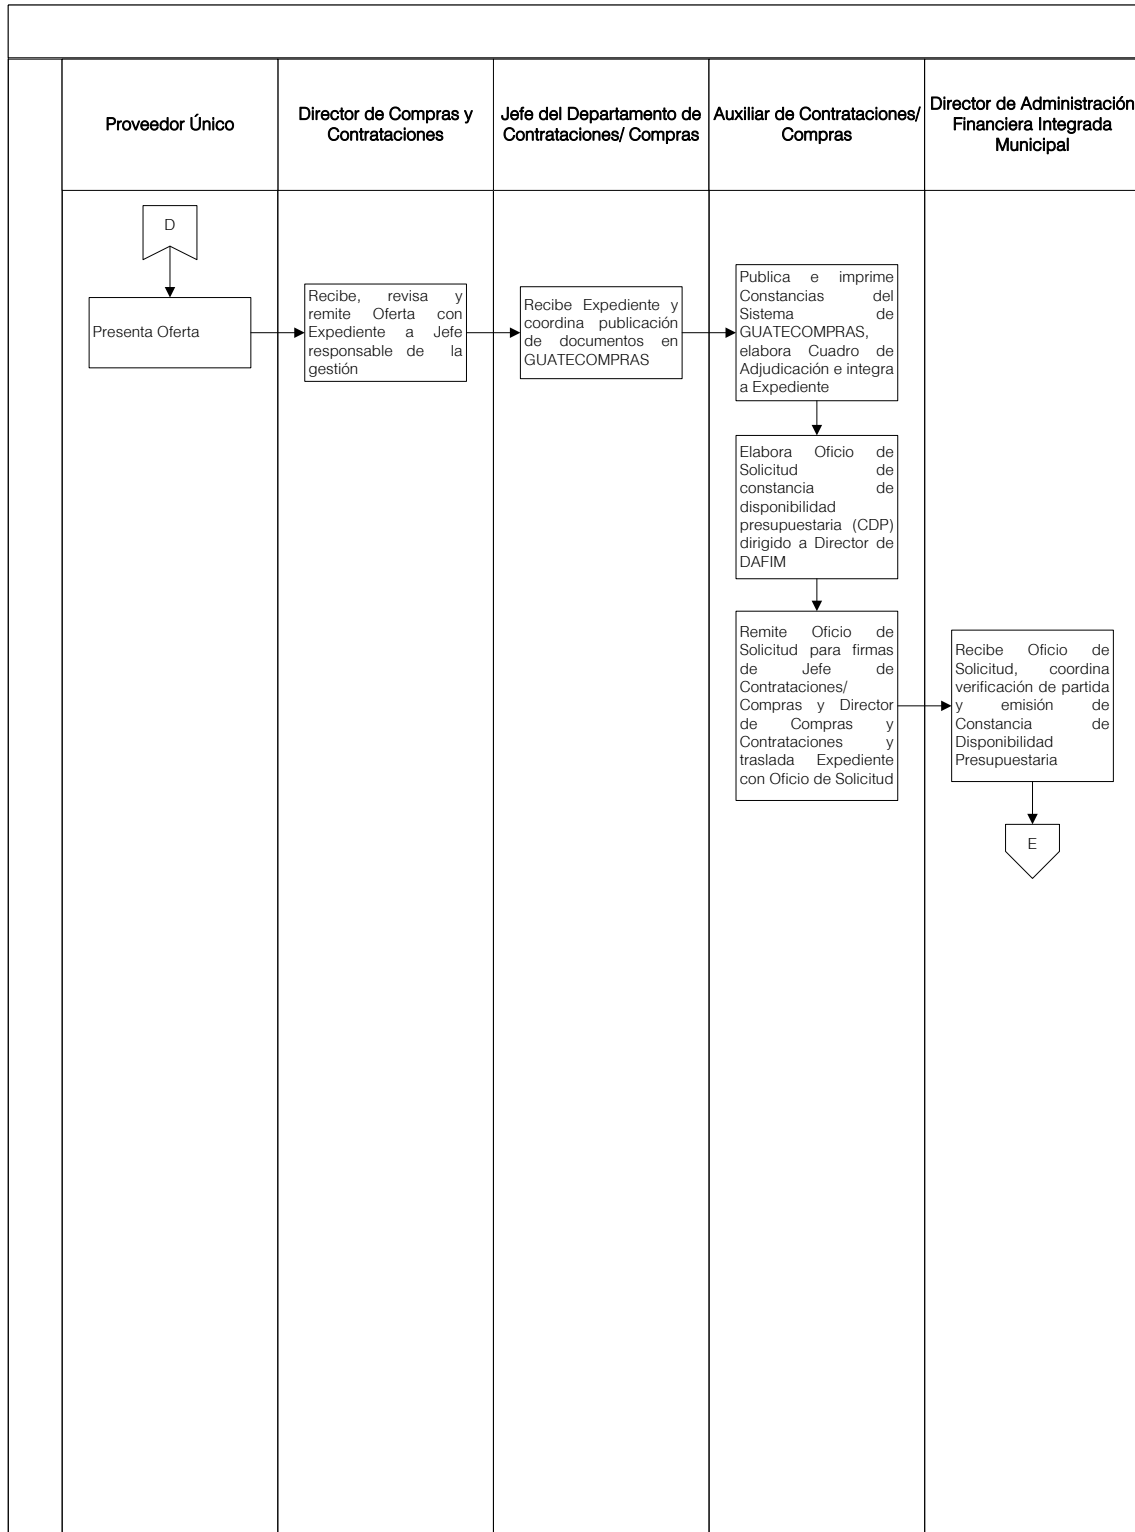 Proveedor Único
Director de Compras y
Contrataciones
Jefe del Departamento de
Contrataciones/ Compras
Auxiliar de Contrataciones/
Compras
Director de Administración
Financiera Integrada
Municipal
D
Presenta Oferta
Recibe, revisa y
remite Oferta con
Expediente a Jefe
responsable de la
gestión
Recibe Expediente y
coordina publicación
de documentos en
GUATECOMPRAS
Publica e imprime
Constancias del
Sistema de
GUATECOMPRAS,
elabora Cuadro de
Adjudicación e integra
a Expediente
Elabora Oficio de
Solicitud de
constancia de
disponibilidad
presupuestaria (CDP)
dirigido a Director de
DAFIM
Remite Oficio de
Solicitud para firmas
de Jefe de
Contrataciones/
Compras y Director
de Compras y
Contrataciones y
traslada Expediente
con Oficio de Solicitud
Recibe Oficio de
Solicitud, coordina
verificación de partida
y emisión de
Constancia de
Disponibilidad
Presupuestaria
E